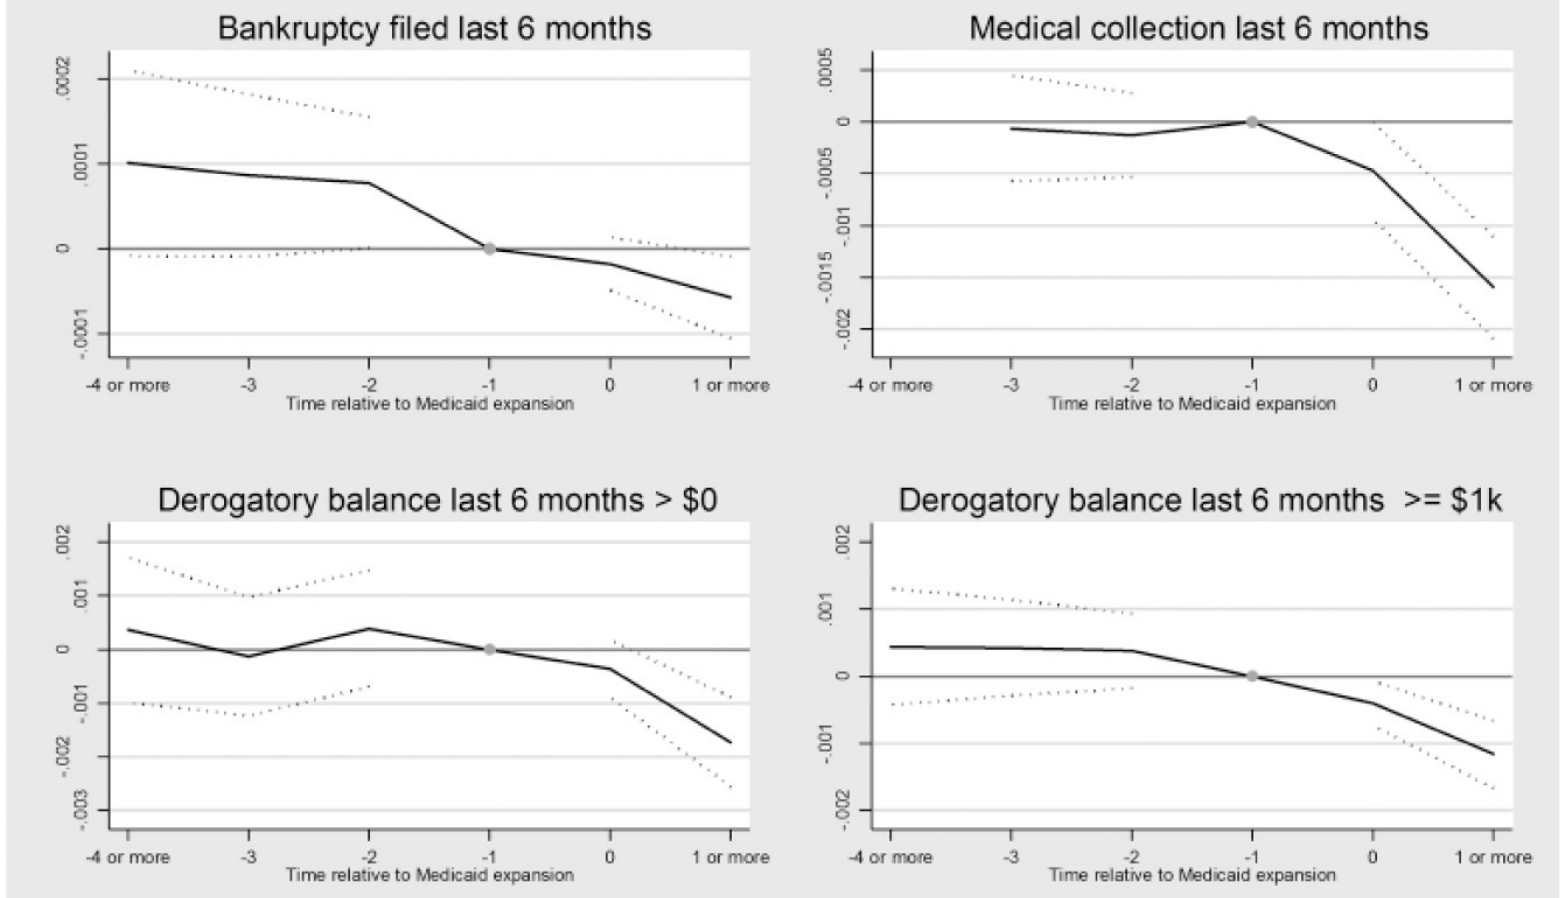 Bankruptcy filed last 6 months
.0002
.0001
0
-.0001
-4 or more -3 -2 -1 0 1 or more
Time relative to Medicaid expansion
Medical collection last 6 months
.0005
0
-.0005
-.001
-.0015
-.002
-4 or more -3 -2 -1 0 1 or more
Time relative to Medicaid expansion
Derogatory balance last 6 months > $0
.002
.001
0
-.001
-.002
-.003
-4 or more -3 -2 -1 0 1 or more
Time relative to Medicaid expansion
Derogatory balance last 6 months >= $1k
.002
.001
0
-.001
-.002
-4 or more -3 -2 -1 0 1 or more
Time relative to Medicaid expansion